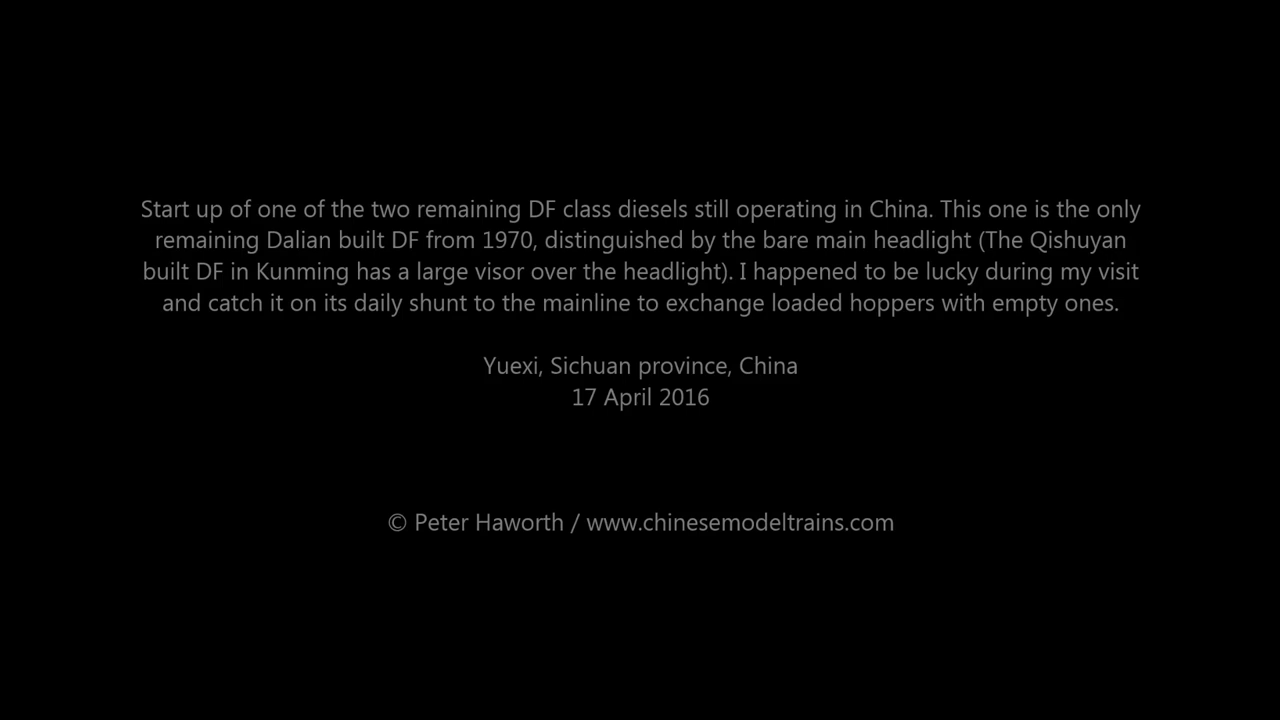 Start up of one of the two remaining DF class diesels still operating in China. This one is the only
remaining Dalian built DF from 1970, distinguished by the bare main headlight (The Qishuyan
built DF in Kunming has a large visor over the headlight). I happened to be lucky during my visit
and catch it on its daily shunt to the mainline to exchange loaded hoppers with empty ones.
Yuexi, Sichuan province, China
17 April 2016
© Peter Haworth / www.chinesemodeltrains.com